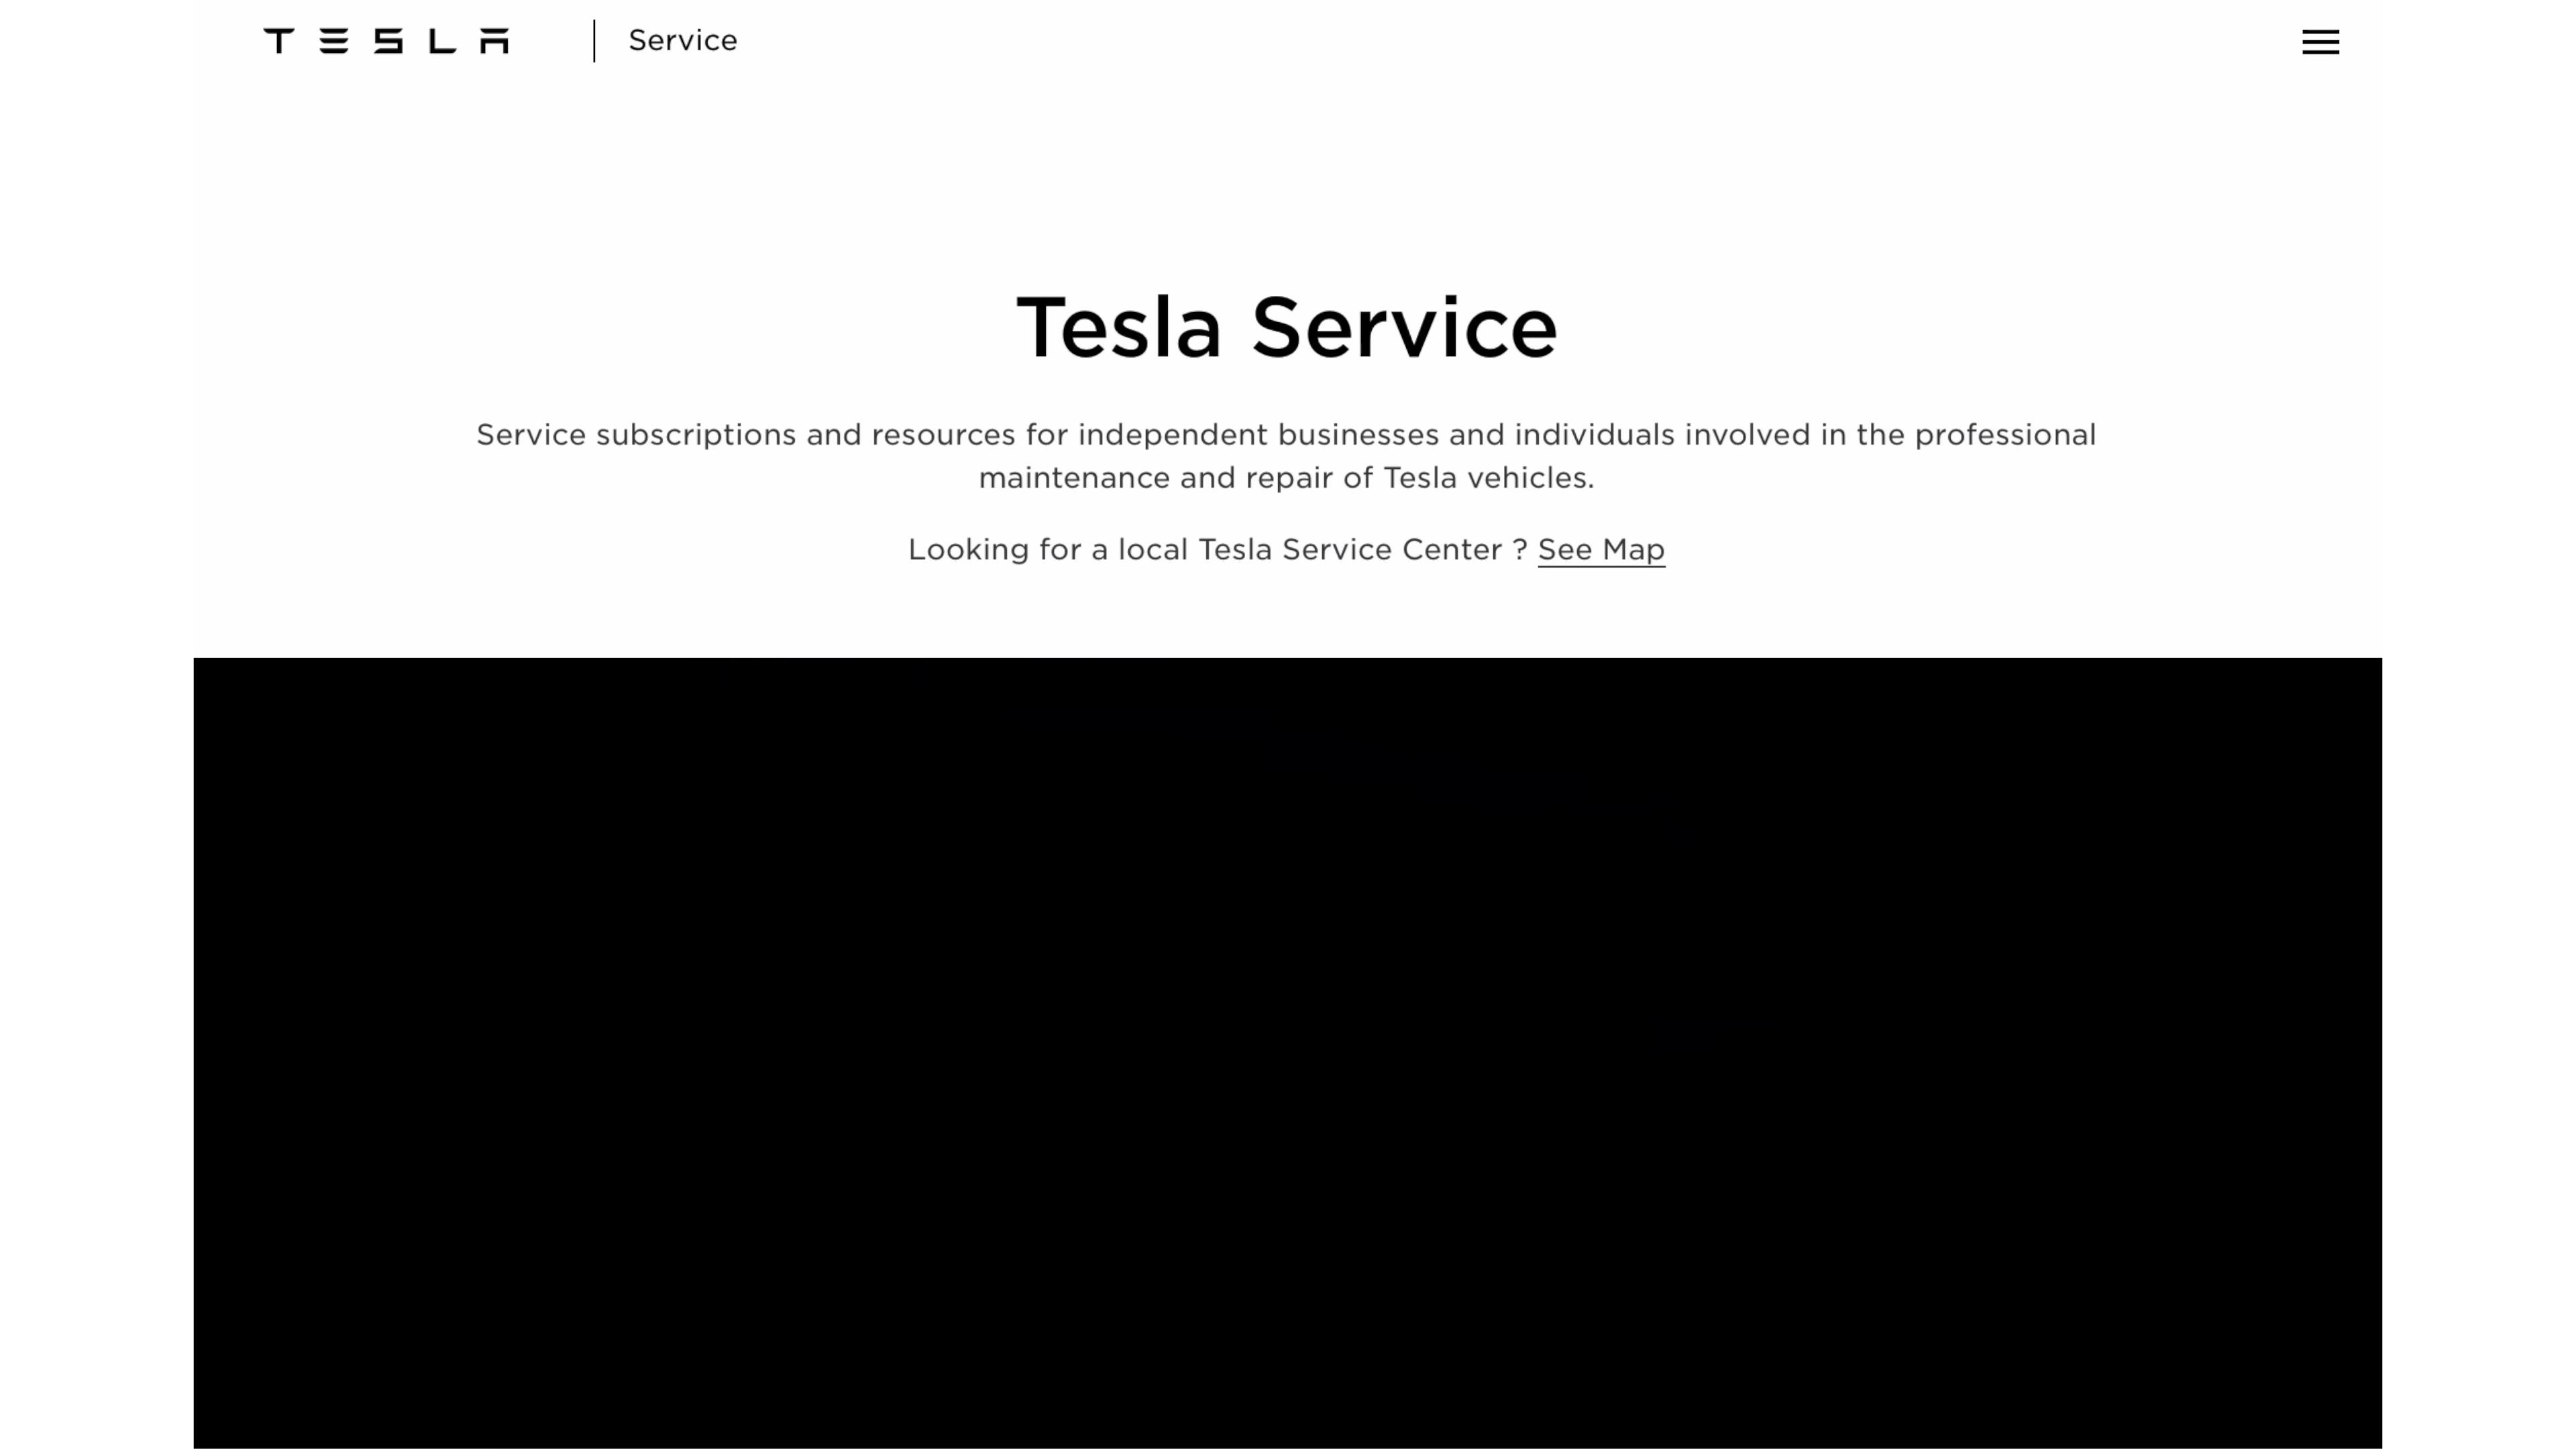 TESLA
Service
Tesla Service
Service subscriptions and resources for independent businesses and individuals involved in the professional
maintenance and repair of Tesla vehicles.
Looking for a local Tesla Service Center ? See Map